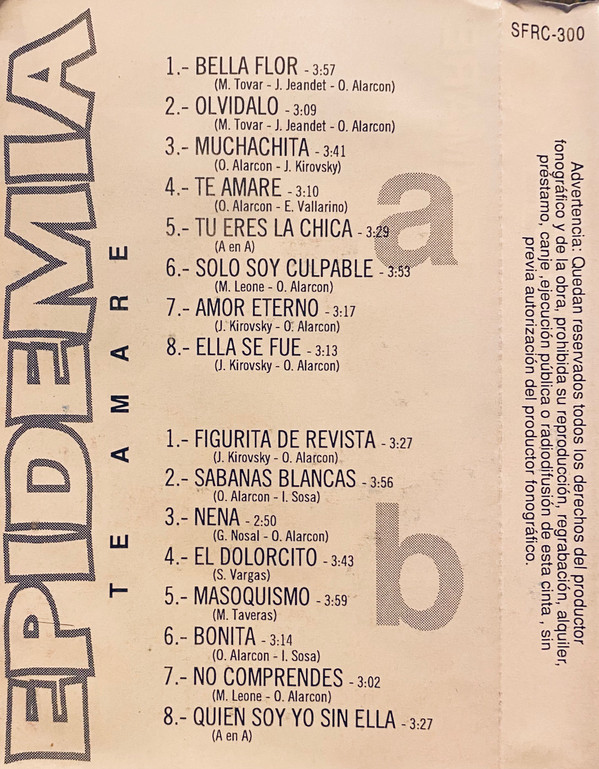 EPIDEMIA
TE AMARE
1.- BELLA FLOR - 3:57
(M. Tovar - J. Jeandet - O. Alarcon)
2.- OLVIDALO - 3:09
(M. Tovar - J. Jeandet - O. Alarcon)
3.- MUCHACHITA - 3:41
(O. Alarcon - J. Kirovsky)
4.- TE AMARE - 3:10
(O. Alarcon - E. Vallarino)
5.- TU ERES LA CHICA - 3:29
(A en A)
6.- SOLO SOY CULPABLE - 3:53
(M. Leone - O. Alarcon)
7.- AMOR ETERNO - 3:17
(J. Kirovsky - O. Alarcon)
8.- ELLA SE FUE - 3:13
(J. Kirovsky - O. Alarcon)
a
1.- FIGURITA DE REVISTA - 3:27
(J. Kirovsky - O. Alarcon)
2.- SABANAS BLANCAS - 3:56
(O. Alarcon - I. Sosa)
3.- NENA - 2:50
(G. Nosal - O. Alarcon)
4.- EL DOLORCITO - 3:43
(S. Vargas)
5.- MASOQUISMO - 3:59
(M. Taveras)
6.- BONITA - 3:14
(O. Alarcon - I. Sosa)
7.- NO COMPRENDES - 3:02
(M. Leone - O. Alarcon)
8.- QUIEN SOY YO SIN ELLA - 3:27
(A en A)
b
SFRC-300
Advertencia: Quedan reservados todos los derechos del productor
fonográfico y de la obra, prohibida su reproducción, regrabación, alquiler,
préstamo, canje ,ejecución pública o radiodifusión de esta cinta , sin
previa autorización del productor fonográfico.